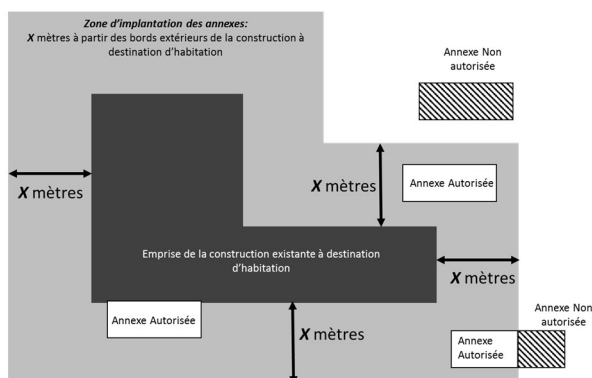 Zone d'implantation des annexes:
X mètres à partir des bords extérieurs de la construction à
destination d'habitation
Annexe Non
autorisée
X mètres
X mètres
Annexe Autorisée
Emprise de la construction existante à destination
d'habitation
X mètres
Annexe Autorisée
X mètres
Annexe
Autorisée
Annexe Non
autorisée